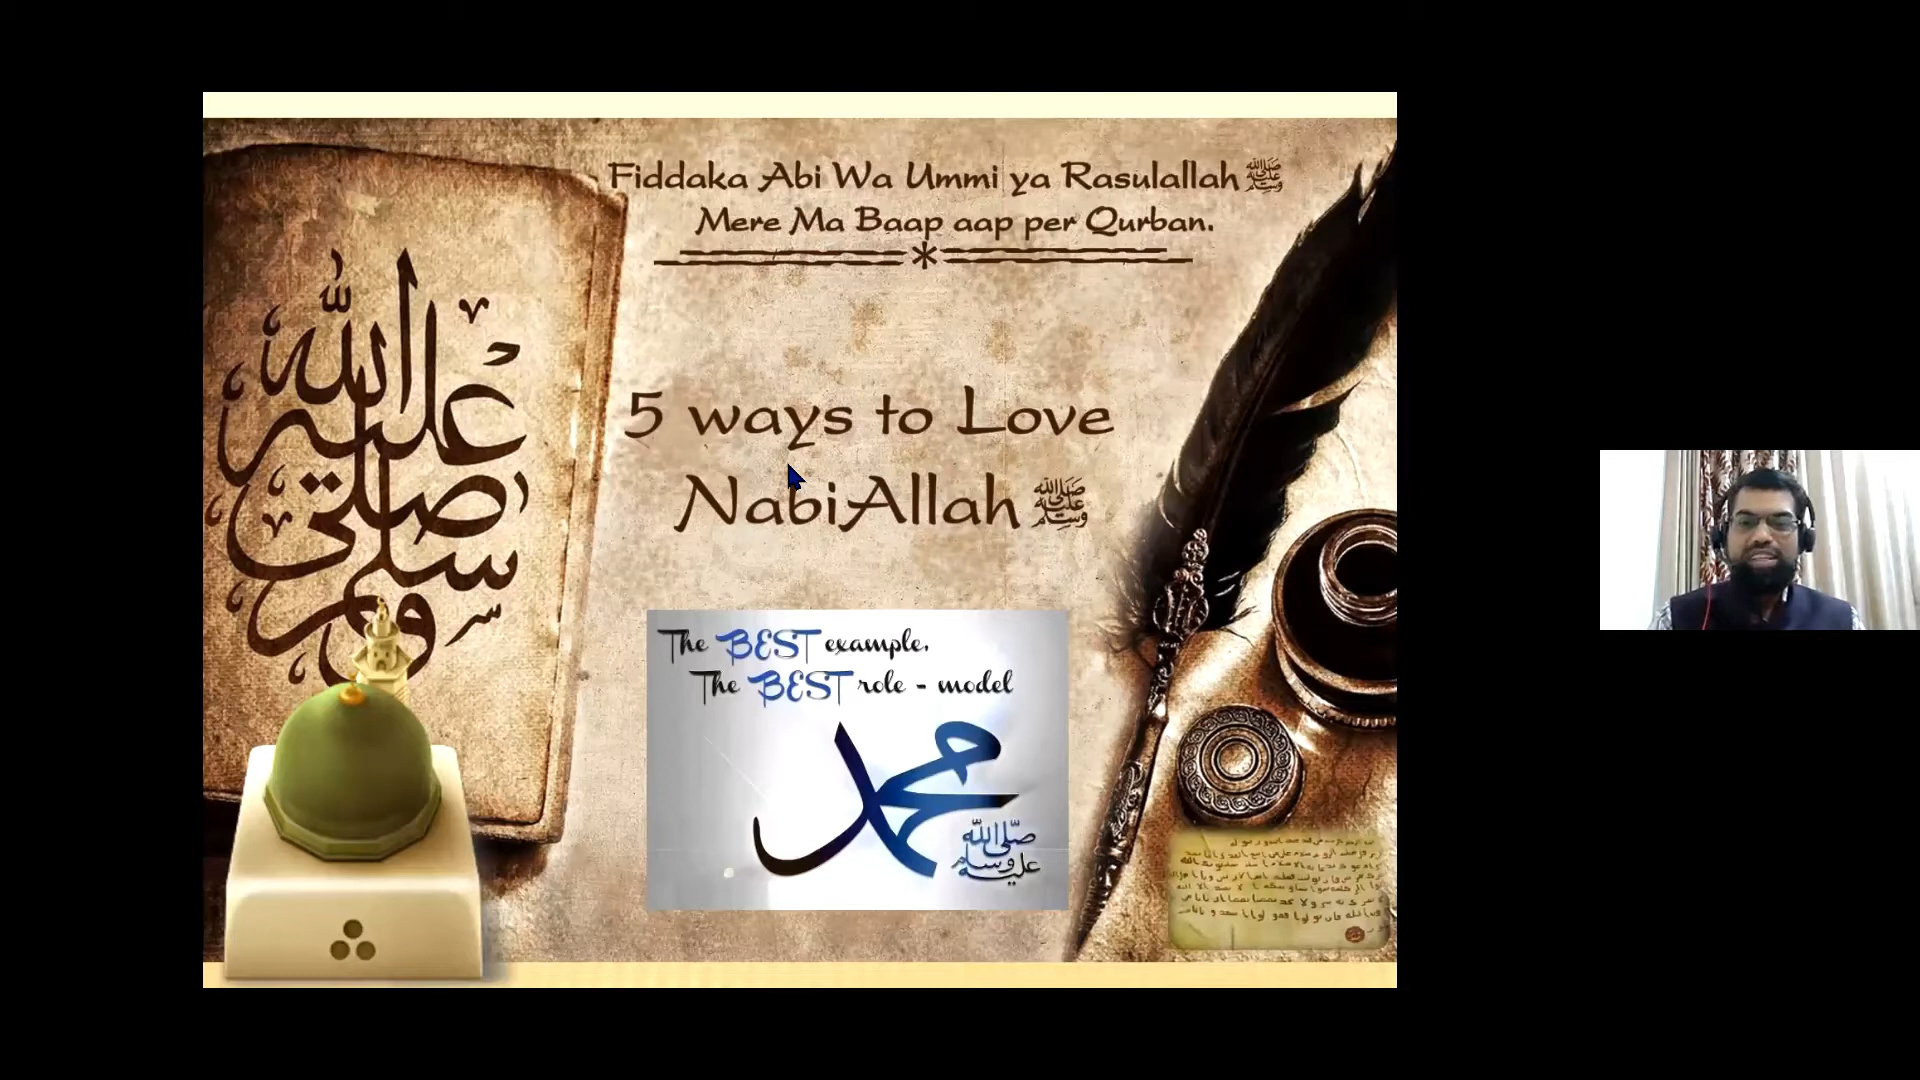 Fiddaka Abi Wa Ummi ya Rasulallah ﷺ
Mere Ma Baap aap per Qurban.
صلى الله عليه وسلم
5 ways to Love
NabiAllah ﷺ
The BEST example,
The BEST role - model
محمد
صلى الله عليه وسلم